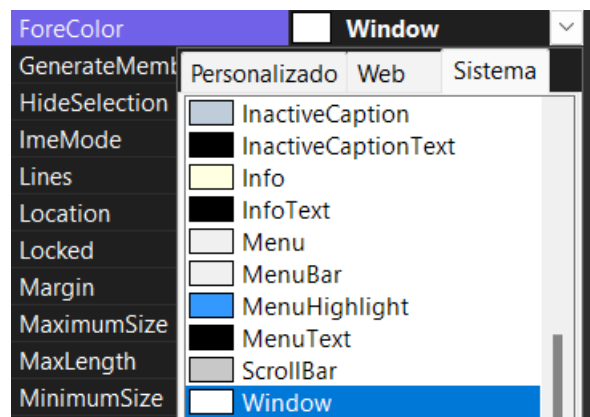 ForeColor Window
GenerateMemb
Personalizado Web Sistema
HideSelection
ImeMode
Lines
Location
Locked
Margin
MaximumSize
MaxLength
MinimumSize
InactiveCaption
InactiveCaptionText
Info
InfoText
Menu
MenuBar
MenuHighlight
MenuText
ScrollBar
Window